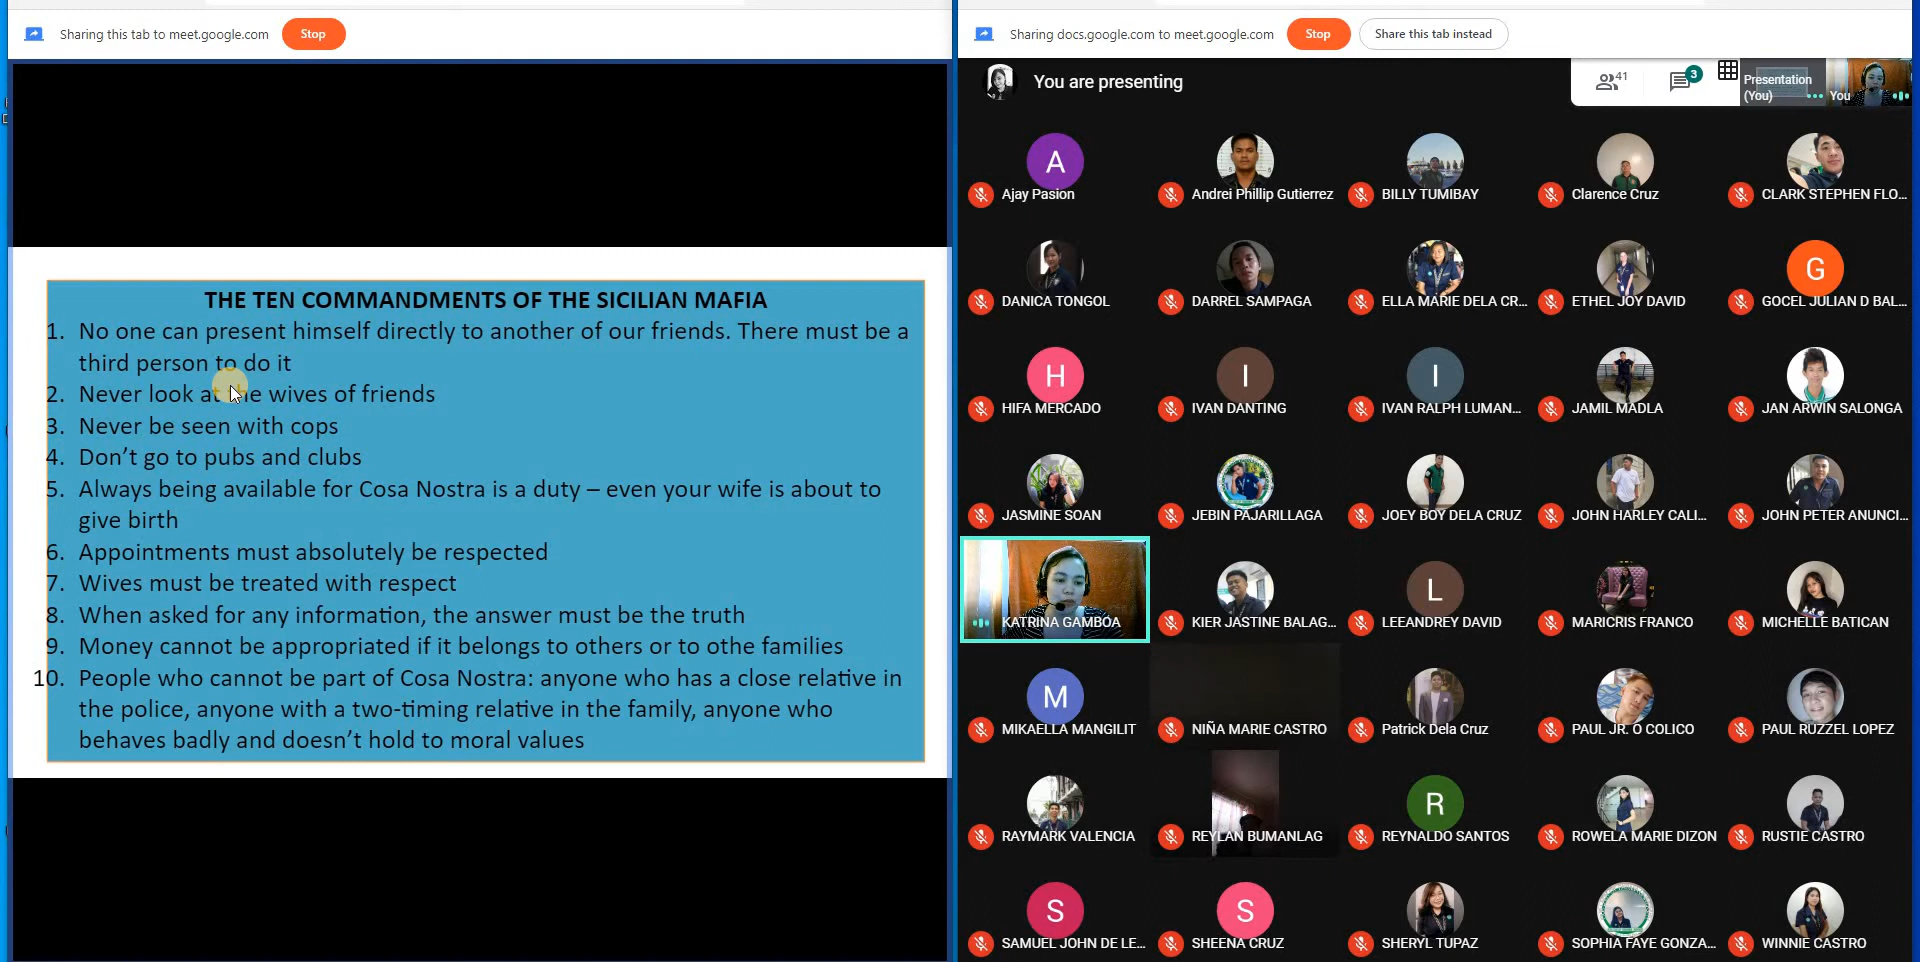 Sharing this tab to meet.google.com Stop
THE TEN COMMANDMENTS OF THE SICILIAN MAFIA
1. No one can present himself directly to another of our friends. There must be a
third person to do it
2. Never look at the wives of friends
3. Never be seen with cops
4. Don’t go to pubs and clubs
5. Always being available for Cosa Nostra is a duty – even your wife is about to
give birth
6. Appointments must absolutely be respected
7. Wives must be treated with respect
8. When asked for any information, the answer must be the truth
9. Money cannot be appropriated if it belongs to others or to othe families
10. People who cannot be part of Cosa Nostra: anyone who has a close relative in
the police, anyone with a two-timing relative in the family, anyone who
behaves badly and doesn’t hold to moral values
Sharing docs.google.com to meet.google.com Stop Share this tab instead
You are presenting
41
3
Presentation
(You)
You
A
Ajay Pasion Andrei Phillip Gutierrez BILLY TUMIBAY Clarence Cruz CLARK STEPHEN FLO...
G
DANICA TONGOL DARREL SAMPAGA ELLA MARIE DELA CR... ETHEL JOY DAVID GOCEL JULIAN D BAL...
H I I
HIFA MERCADO IVAN DANTING IVAN RALPH LUMAN... JAMIL MADLA JAN ARWIN SALONGA
JASMINE SOAN JEBIN PAJARILLAGA JOEY BOY DELA CRUZ JOHN HARLEY CALI... JOHN PETER ANUNCI...
L
KATRINA GAMBOA KIER JASTINE BALAG... LEEANDREY DAVID MARICRIS FRANCO MICHELLE BATICAN
M
MIKAELLA MANGILIT NIÑA MARIE CASTRO Patrick Dela Cruz PAUL JR. O COLICO PAUL RUZZEL LOPEZ
R
RAYMARK VALENCIA REYLAN BUMANLAG REYNALDO SANTOS ROWELA MARIE DIZON RUSTIE CASTRO
S S
SAMUEL JOHN DE LE... SHEENA CRUZ SHERYL TUPAZ SOPHIA FAYE GONZA... WINNIE CASTRO